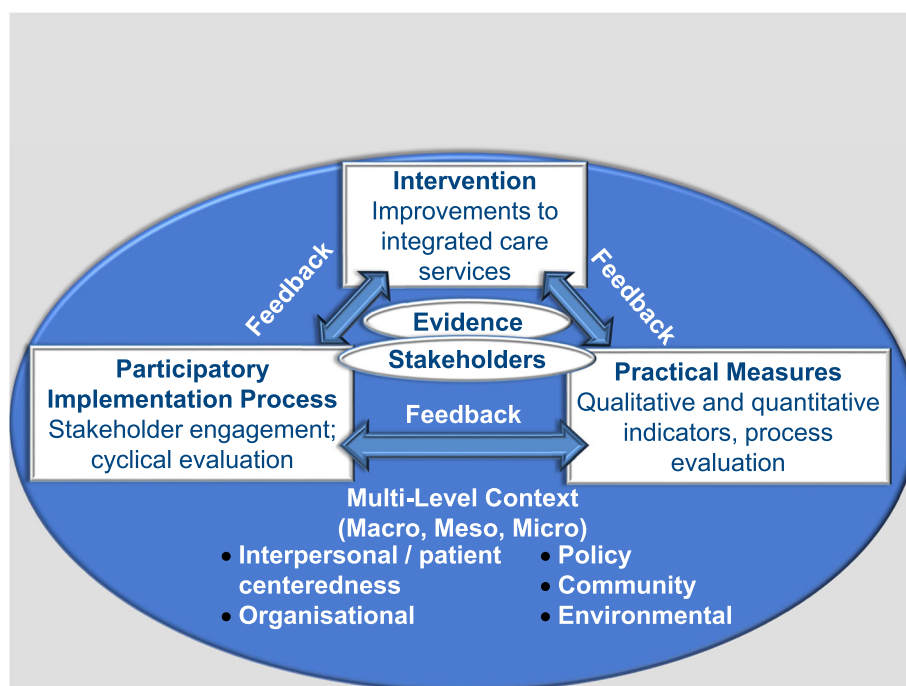 Intervention
Improvements to
integrated care
services
Feedback
Feedback
Evidence
Stakeholders
Participatory
Implementation Process
Stakeholder engagement;
cyclical evaluation
Feedback
Practical Measures
Qualitative and quantitative
indicators, process
evaluation
Multi-Level Context
(Macro, Meso, Micro)
• Interpersonal / patient
centeredness
• Organisational
• Policy
• Community
• Environmental